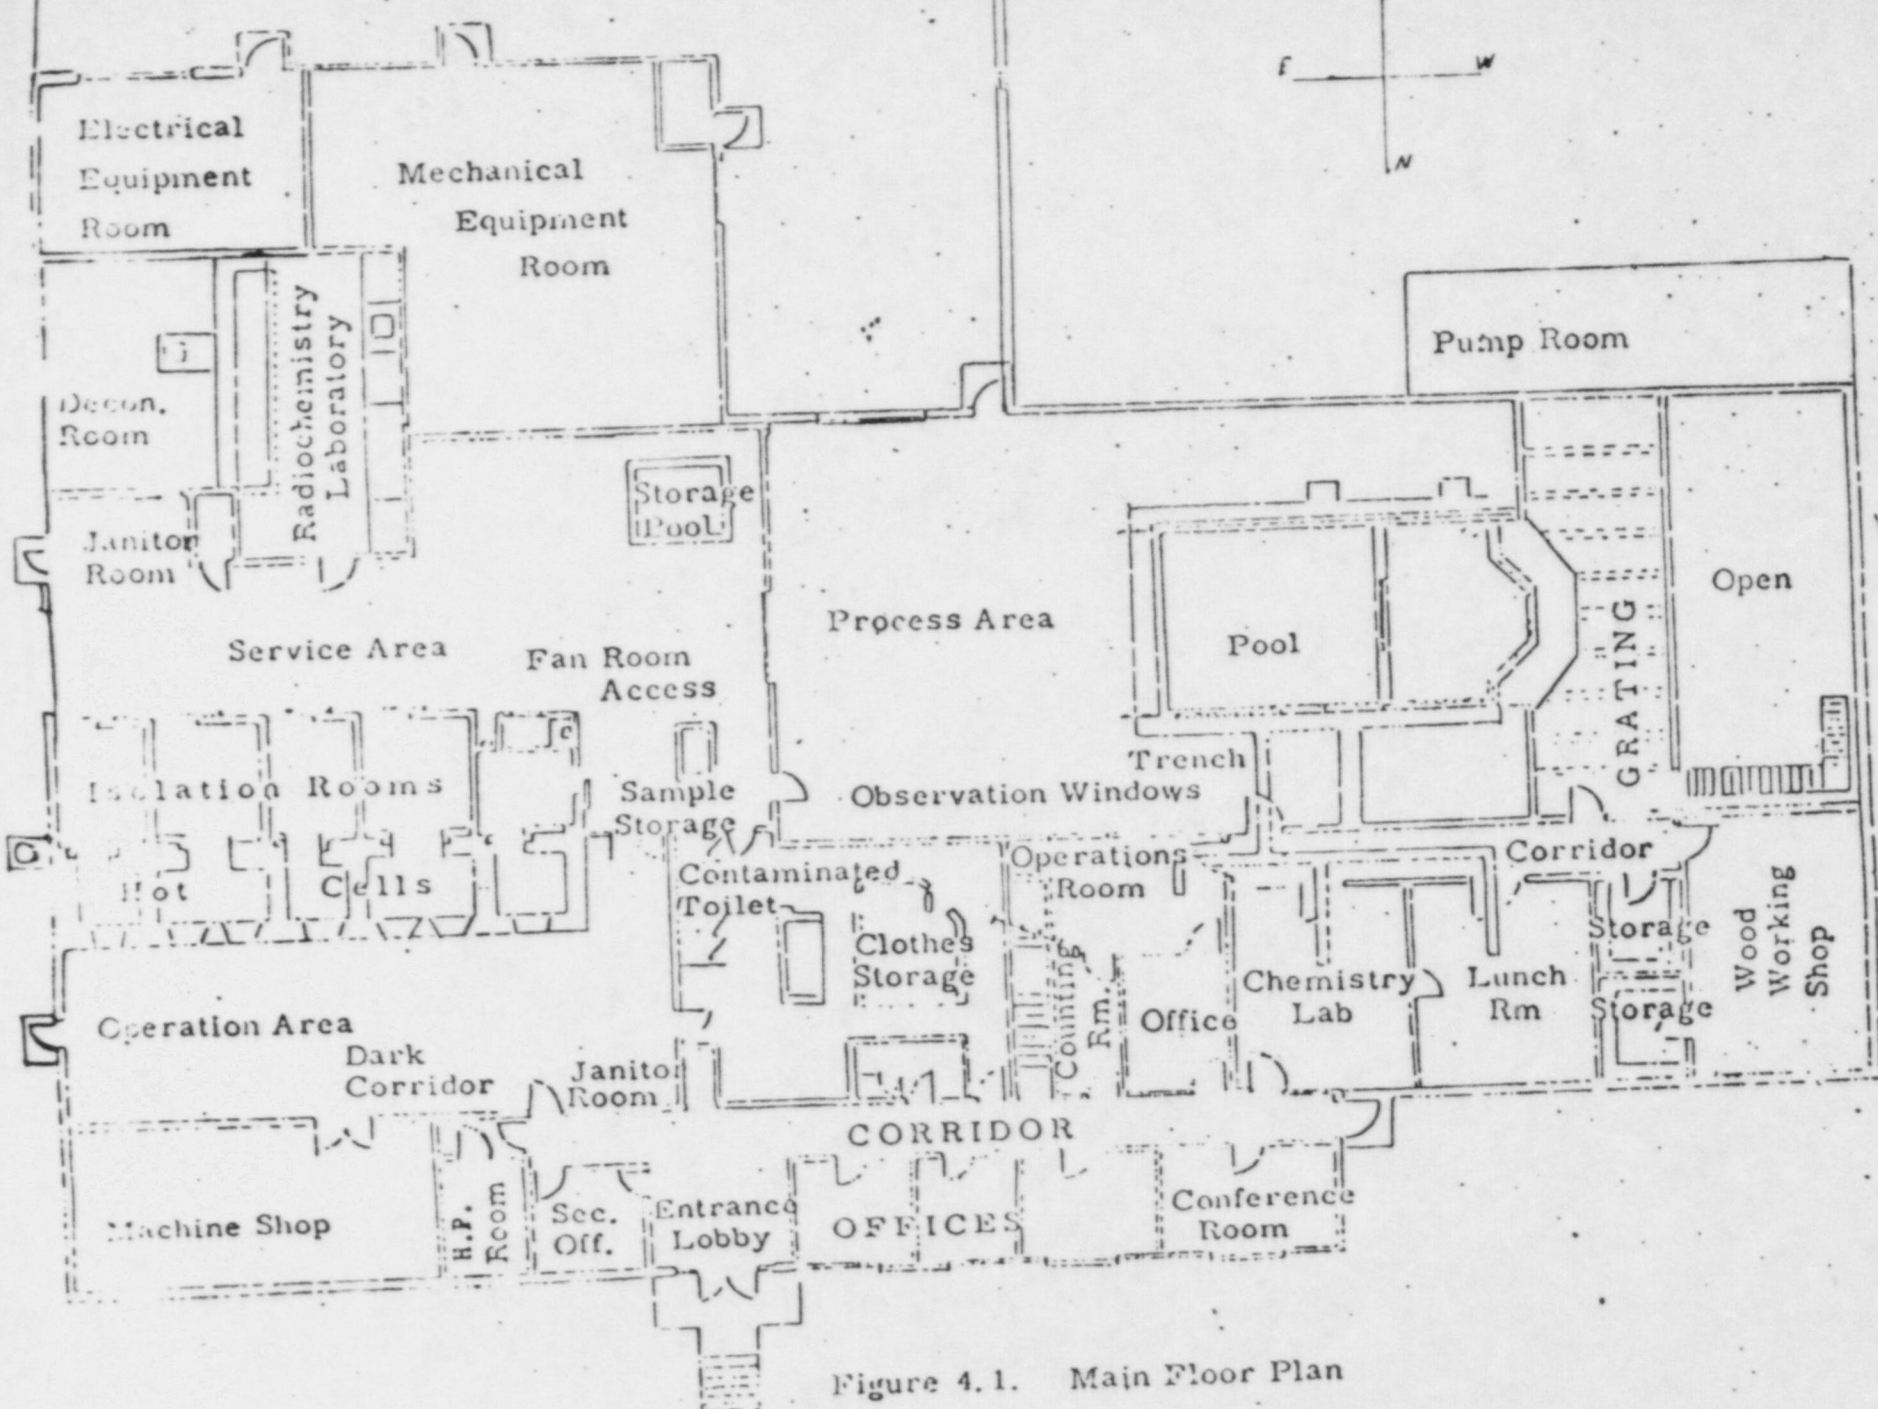 E W
N
Electrical
Equipment
Room
Mechanical
Equipment
Room
Pump Room
Radiochemistry
Laboratory
Decon.
Room
Storage
Pool
Janitor
Room
Open
Process Area
Pool
GRATING
Service Area
Fan Room
Access
Trench
Isolation Rooms
Sample
Storage
Observation Windows
Hot Cells
Contaminated
Toilet
Operations
Room
Corridor
Clothes
Storage
Counting
Rm.
Office
Chemistry
Lab
Lunch
Rm
Storage
Storage
Wood
Working
Shop
Operation Area
Dark
Corridor
Janitor
Room
CORRIDOR
Machine Shop
H.P.
Room
Sec.
Off.
Entrance
Lobby
OFFICES
Conference
Room
Figure 4.1. Main Floor Plan